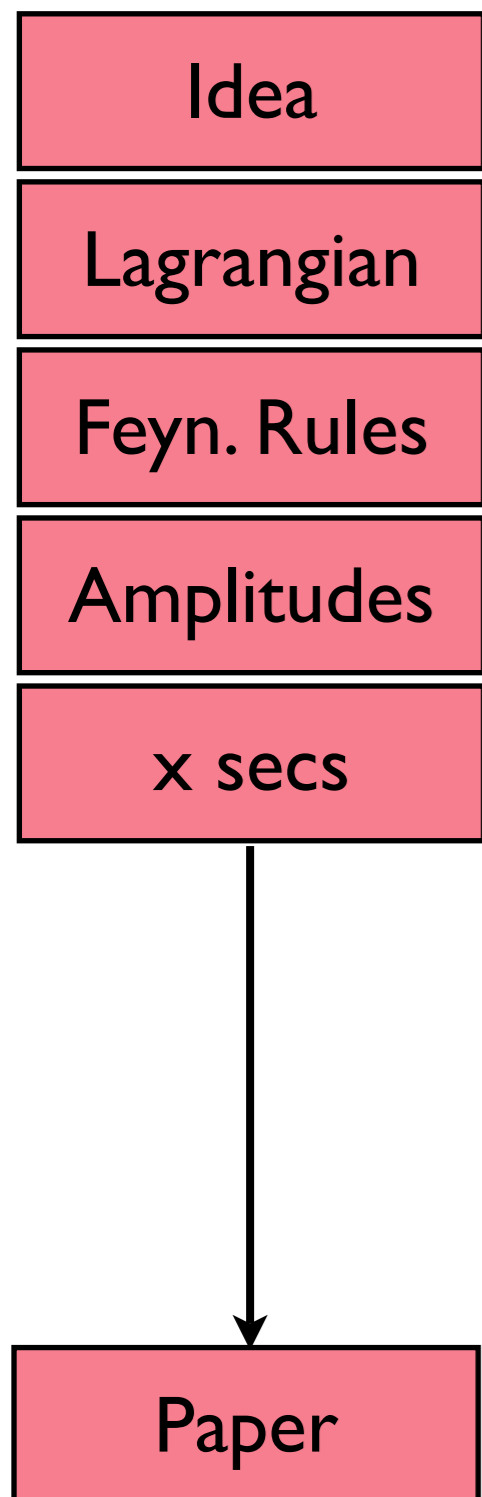 Idea
Lagrangian
Feyn. Rules
Amplitudes
x secs
Paper